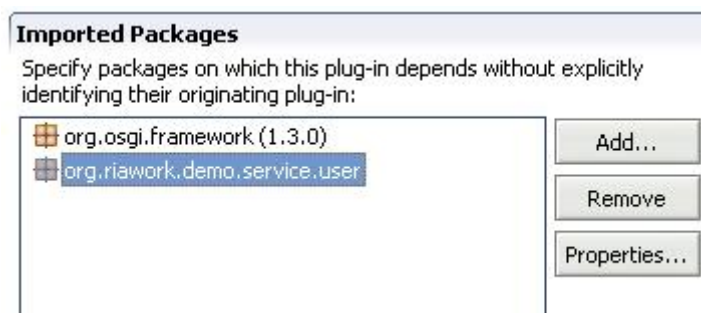 Imported Packages
Specify packages on which this plug-in depends without explicitly
identifying their originating plug-in:
org.osgi.framework (1.3.0)
org.riawork.demo.service.user
Add...
Remove
Properties...